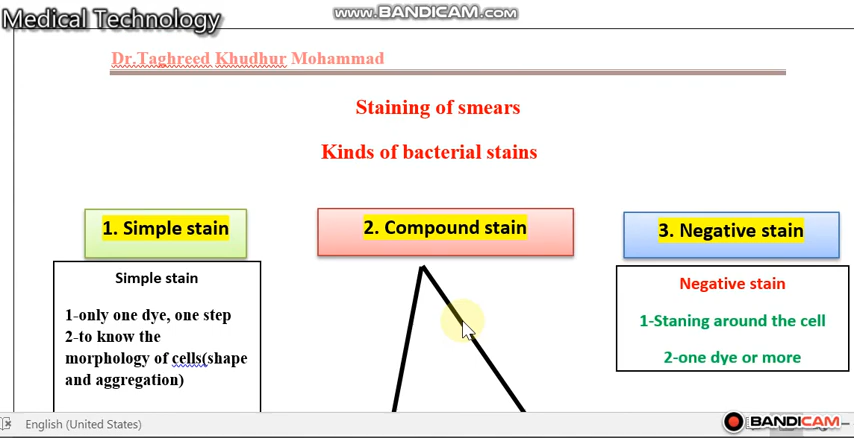 www.BANDICAM.com
Medical Technology
Dr.Taghreed Khudhur Mohammad
Staining of smears
Kinds of bacterial stains
1. Simple stain
2. Compound stain
3. Negative stain
Simple stain
1-only one dye, one step
2-to know the
morphology of cells(shape
and aggregation)
Negative stain
1-Staning around the cell
2-one dye or more
English (United States)
BANDICAM